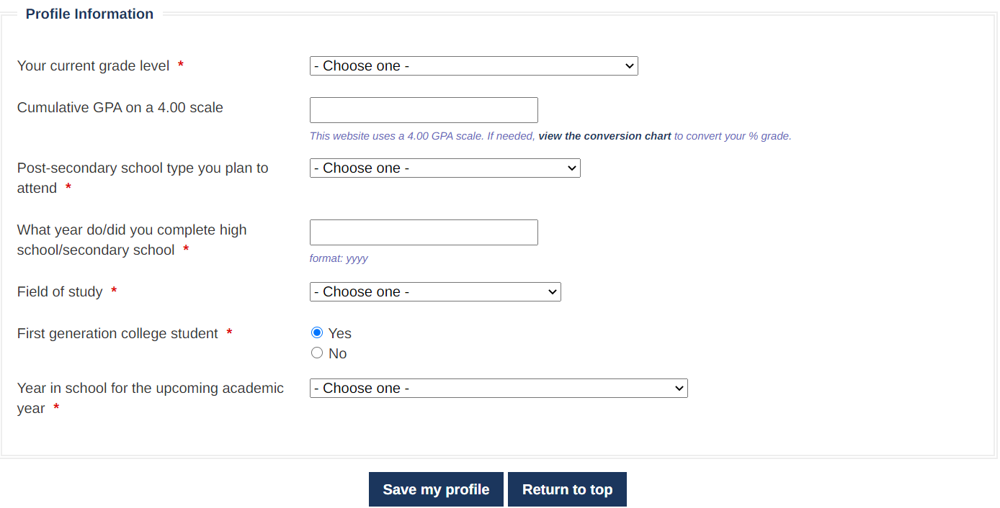 Profile Information
Your current grade level *
- Choose one -
Cumulative GPA on a 4.00 scale
This website uses a 4.00 GPA scale. If needed, view the conversion chart to convert your % grade.
Post-secondary school type you plan to
attend *
- Choose one -
What year do/did you complete high
school/secondary school *
format: yyyy
Field of study *
- Choose one -
First generation college student *
Yes
No
Year in school for the upcoming academic
year *
- Choose one -
Save my profile
Return to top